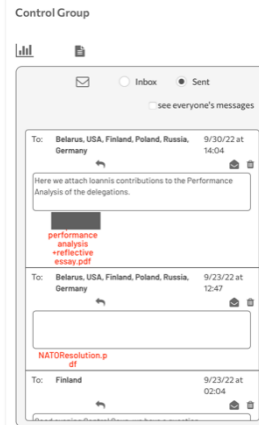 Control Group
Inbox
Sent
see everyone's messages
To: Belarus, USA, Finland, Poland, Russia, 9/30/22 at
Germany 14:04
Here we attach Ioannis contributions to the Performance
Analysis of the delegations.
performance
analysis
+reflective
essay.pdf
To: Belarus, USA, Finland, Poland, Russia, 9/23/22 at
Germany 12:47
NATOResolution.p
df
To: Finland 9/23/22 at
02:04